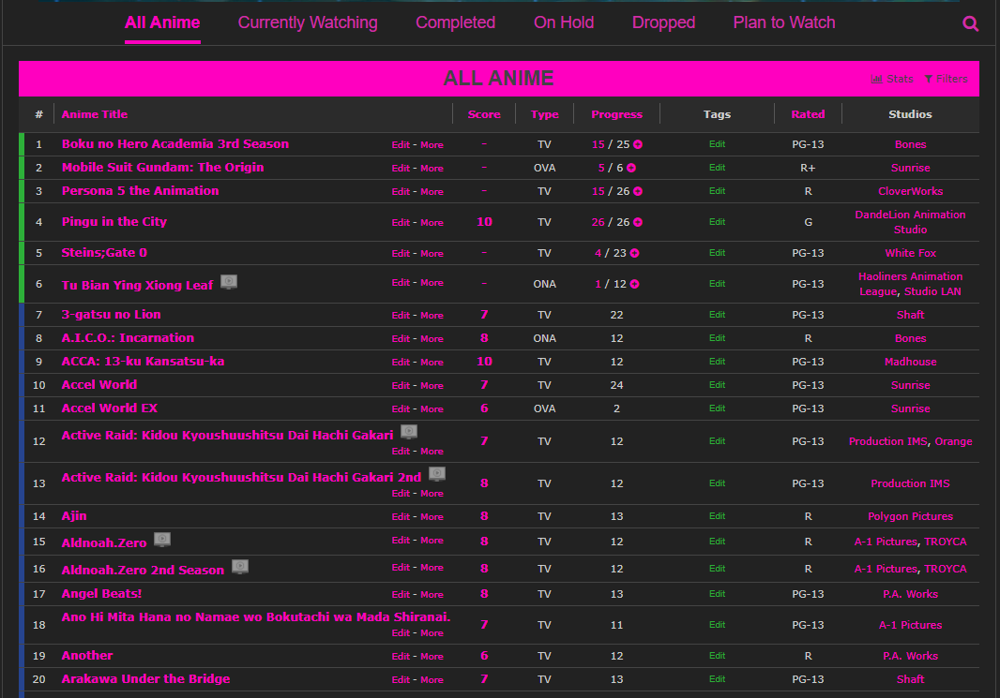 All Anime Currently Watching Completed On Hold Dropped Plan to Watch
ALL ANIME Stats Filters
# Anime Title Score Type Progress Tags Rated Studios
1 Boku no Hero Academia 3rd Season Edit - More - TV 15 / 25 Edit PG-13 Bones
2 Mobile Suit Gundam: The Origin Edit - More - OVA 5 / 6 Edit R+ Sunrise
3 Persona 5 the Animation Edit - More - TV 15 / 26 Edit R CloverWorks
4 Pingu in the City Edit - More 10 TV 26 / 26 Edit G DandeLion Animation
Studio
5 Steins;Gate 0 Edit - More - TV 4 / 23 Edit PG-13 White Fox
6 Tu Bian Ying Xiong Leaf Edit - More - ONA 1 / 12 Edit PG-13 Haoliners Animation
League, Studio LAN
7 3-gatsu no Lion Edit - More 7 TV 22 Edit PG-13 Shaft
8 A.I.C.O.: Incarnation Edit - More 8 ONA 12 Edit R Bones
9 ACCA: 13-ku Kansatsu-ka Edit - More 10 TV 12 Edit PG-13 Madhouse
10 Accel World Edit - More 7 TV 24 Edit PG-13 Sunrise
11 Accel World EX Edit - More 6 OVA 2 Edit PG-13 Sunrise
12 Active Raid: Kidou Kyoushuushitsu Dai Hachi Gakari 7 TV 12 Edit PG-13 Production IMS, Orange
Edit - More
13 Active Raid: Kidou Kyoushuushitsu Dai Hachi Gakari 2nd 8 TV 12 Edit PG-13 Production IMS
Edit - More
14 Ajin Edit - More 8 TV 13 Edit R Polygon Pictures
15 Aldnoah.Zero Edit - More 8 TV 12 Edit R A-1 Pictures, TROYCA
16 Aldnoah.Zero 2nd Season Edit - More 8 TV 12 Edit R A-1 Pictures, TROYCA
17 Angel Beats! Edit - More 8 TV 13 Edit PG-13 P.A. Works
18 Ano Hi Mita Hana no Namae wo Bokutachi wa Mada Shiranai. 7 TV 11 Edit PG-13 A-1 Pictures
Edit - More
19 Another Edit - More 6 TV 12 Edit R P.A. Works
20 Arakawa Under the Bridge Edit - More 7 TV 13 Edit PG-13 Shaft